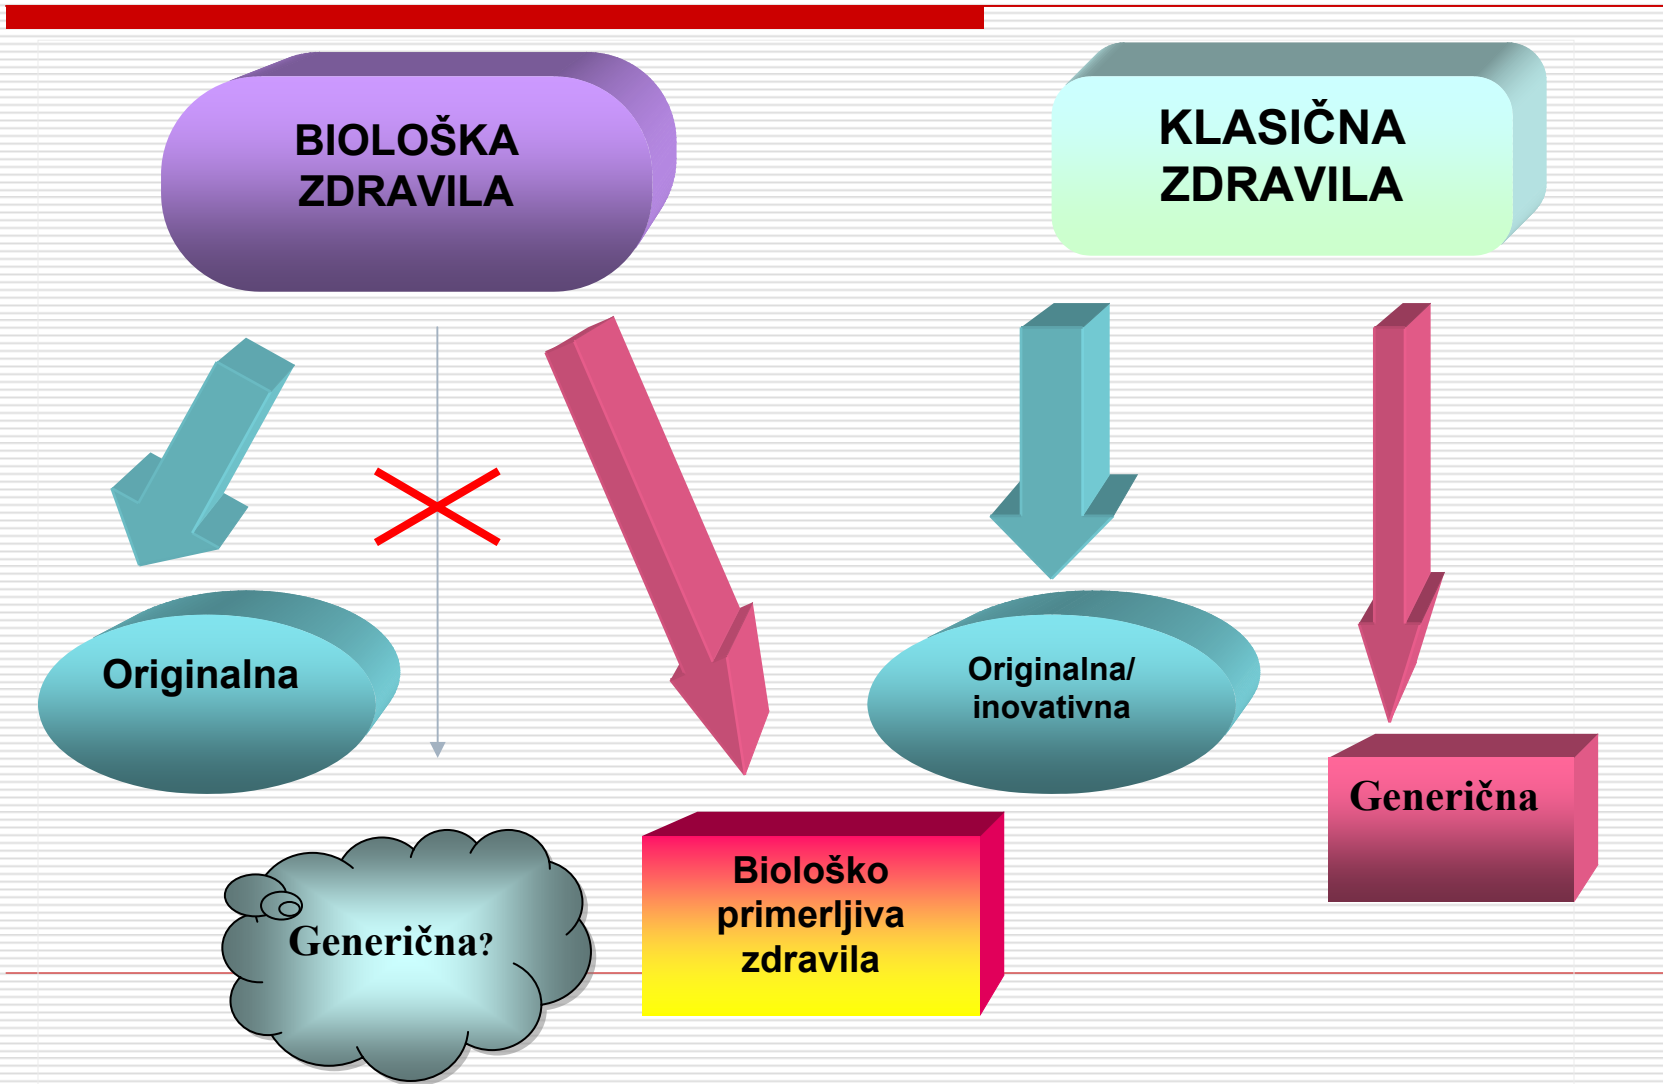 BIOLOŠKA
ZDRAVILA
KLASIČNA
ZDRAVILA
Originalna
Originalna/
inovativna
Generična
Generična?
Biološko
primerljiva
zdravila